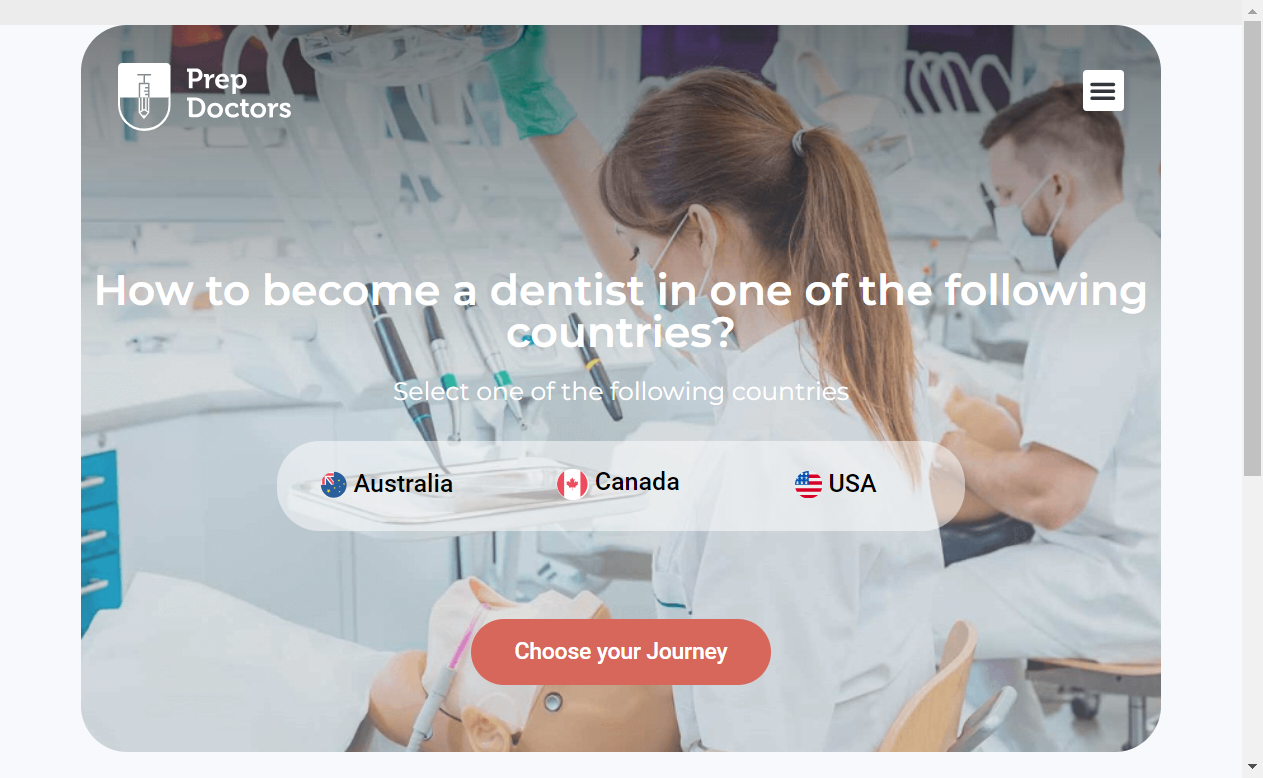 Prep
Doctors
How to become a dentist in one of the following
countries?
Select one of the following countries
Australia
Canada
USA
Choose your Journey